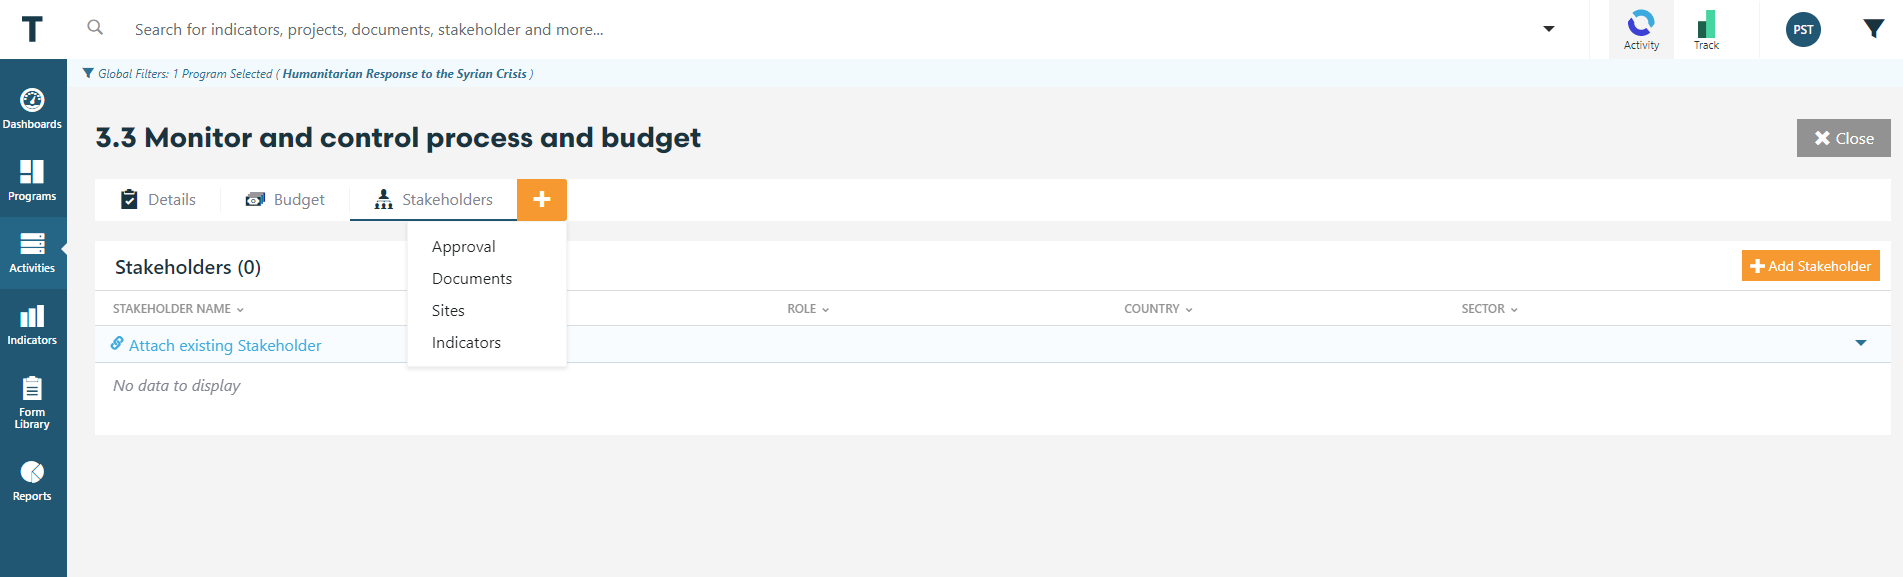 T
Search for indicators, projects, documents, stakeholder and more...
Activity
Track
PST
Global Filters: 1 Program Selected ( Humanitarian Response to the Syrian Crisis )
Dashboards
Programs
Activities
Indicators
Form
Library
Reports
3.3 Monitor and control process and budget
Close
Details
Budget
Stakeholders
Approval
Documents
Sites
Indicators
Stakeholders (0)
Add Stakeholder
STAKEHOLDER NAME
ROLE
COUNTRY
SECTOR
Attach existing Stakeholder
No data to display